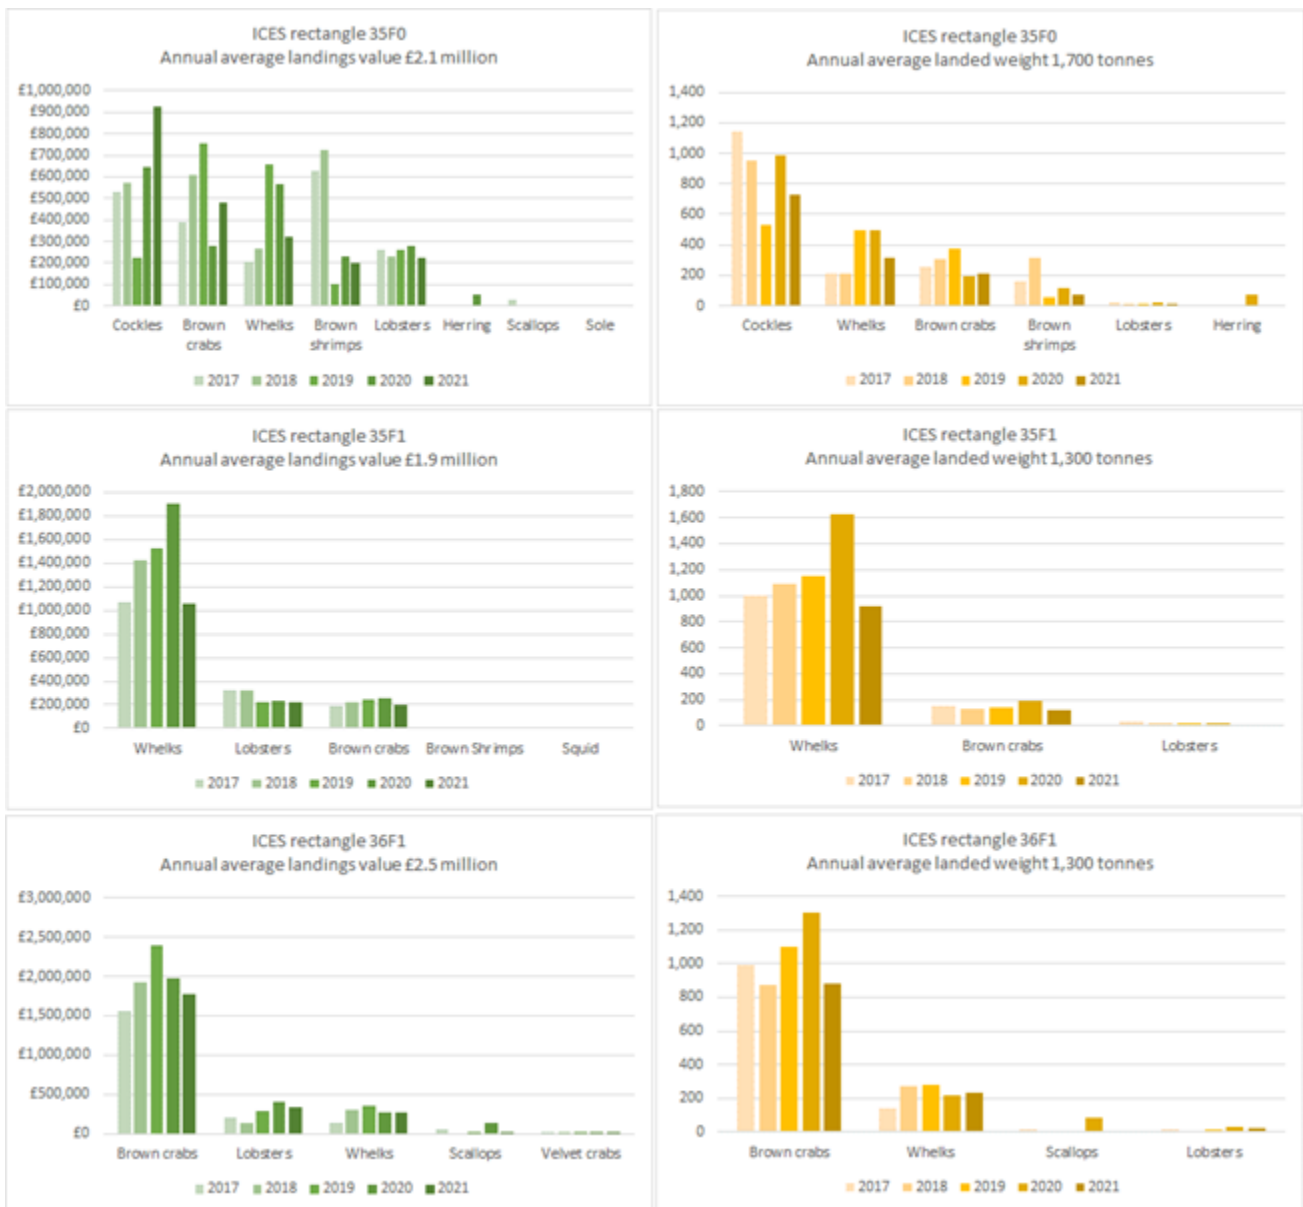 ICES rectangle 35F0
Annual average landings value £2.1 million
£1,000,000
£900,000
£800,000
£700,000
£600,000
£500,000
£400,000
£300,000
£200,000
£100,000
£0
Cockles Brown crabs Whelks Brown shrimps Lobsters Herring Scallops Sole
2017 2018 2019 2020 2021
ICES rectangle 35F0
Annual average landed weight 1,700 tonnes
1,400
1,200
1,000
800
600
400
200
0
Cockles Whelks Brown crabs Brown shrimps Lobsters Herring
2017 2018 2019 2020 2021
ICES rectangle 35F1
Annual average landings value £1.9 million
£2,000,000
£1,800,000
£1,600,000
£1,400,000
£1,200,000
£1,000,000
£800,000
£600,000
£400,000
£200,000
£0
Whelks Lobsters Brown crabs Brown Shrimps Squid
2017 2018 2019 2020 2021
ICES rectangle 35F1
Annual average landed weight 1,300 tonnes
1,800
1,600
1,400
1,200
1,000
800
600
400
200
0
Whelks Brown crabs Lobsters
2017 2018 2019 2020 2021
ICES rectangle 36F1
Annual average landings value £2.5 million
£3,000,000
£2,500,000
£2,000,000
£1,500,000
£1,000,000
£500,000
£0
Brown crabs Lobsters Whelks Scallops Velvet crabs
2017 2018 2019 2020 2021
ICES rectangle 36F1
Annual average landed weight 1,300 tonnes
1,400
1,200
1,000
800
600
400
200
0
Brown crabs Whelks Scallops Lobsters
2017 2018 2019 2020 2021